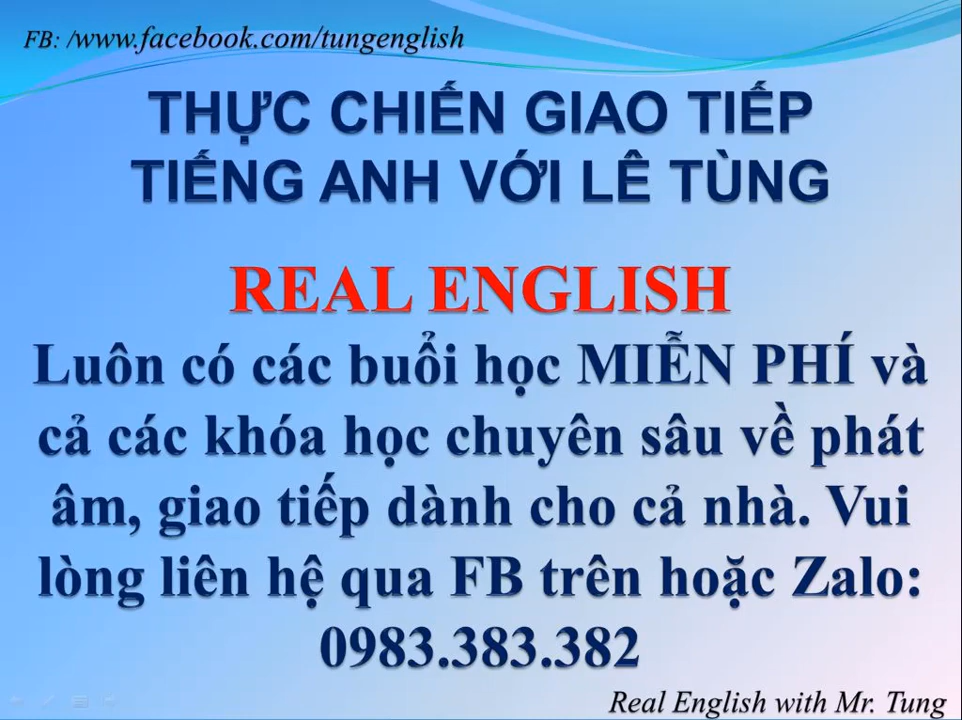 FB: /www.facebook.com/tungenglish
THỰC CHIẾN GIAO TIẾP
TIẾNG ANH VỚI LÊ TÙNG
REAL ENGLISH
Luôn có các buổi học MIỄN PHÍ và
cả các khóa học chuyên sâu về phát
âm, giao tiếp dành cho cả nhà. Vui
lòng liên hệ qua FB trên hoặc Zalo:
0983.383.382
Real English with Mr. Tung